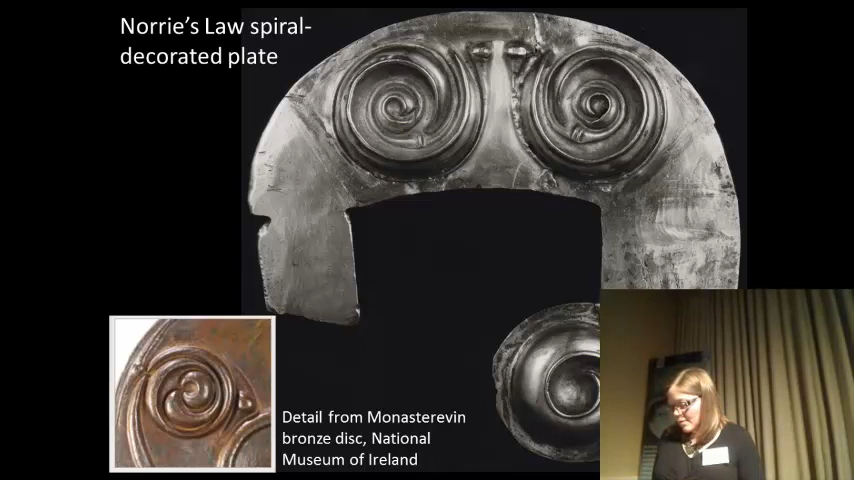 Norrie's Law spiral-
decorated plate
Detail from Monasterevin
bronze disc, National
Museum of Ireland